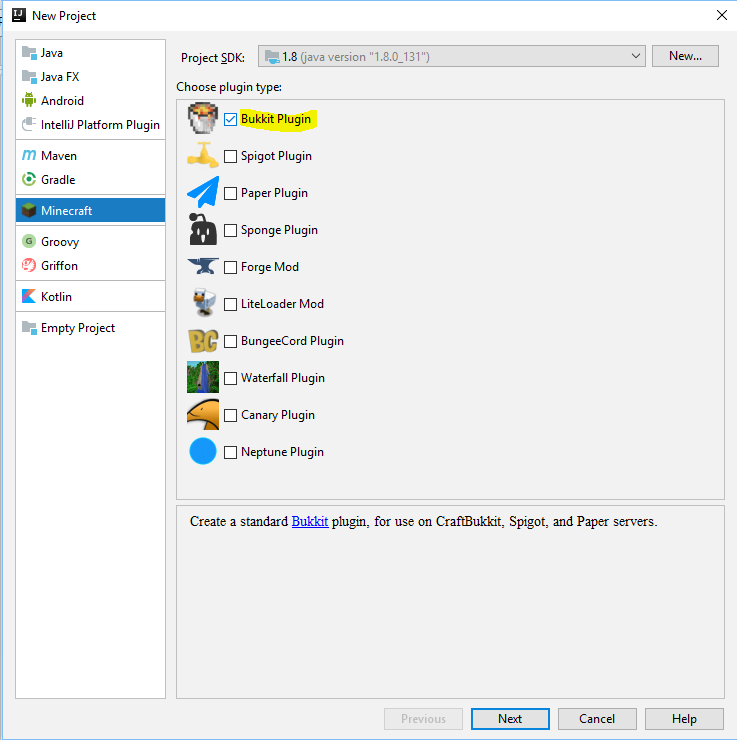 New Project
Java
Java FX
Android
IntelliJ Platform Plugin
Maven
Gradle
Minecraft
Groovy
Griffon
Kotlin
Empty Project
Project SDK: 1.8 (java version "1.8.0_131") New...
Choose plugin type:
Bukkit Plugin
Spigot Plugin
Paper Plugin
Sponge Plugin
Forge Mod
LiteLoader Mod
BungeeCord Plugin
Waterfall Plugin
Canary Plugin
Neptune Plugin
Create a standard Bukkit plugin, for use on CraftBukkit, Spigot, and Paper servers.
Previous Next Cancel Help